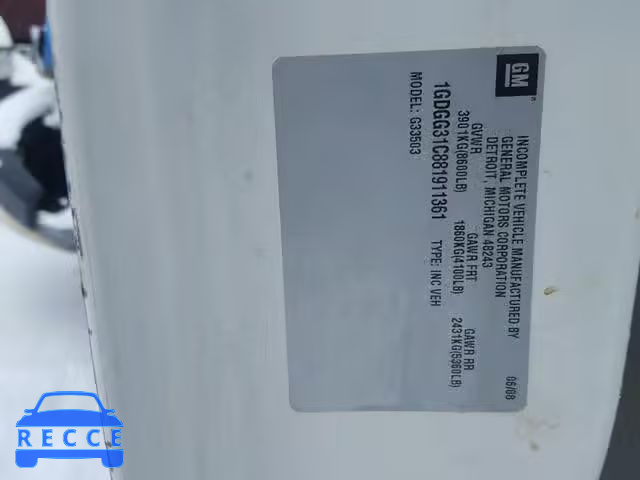 GM
INCOMPLETE VEHICLE MANUFACTURED BY
GENERAL MOTORS CORPORATION
DETROIT, MICHIGAN 48243
06/08
GVWR GAWR FRT GAWR RR
3901KG(8600LB) 1860KG(4100LB) 2431KG(5360LB)
1GDGG31C881911361 TYPE: INC VEH
MODEL: G33503
RECCE